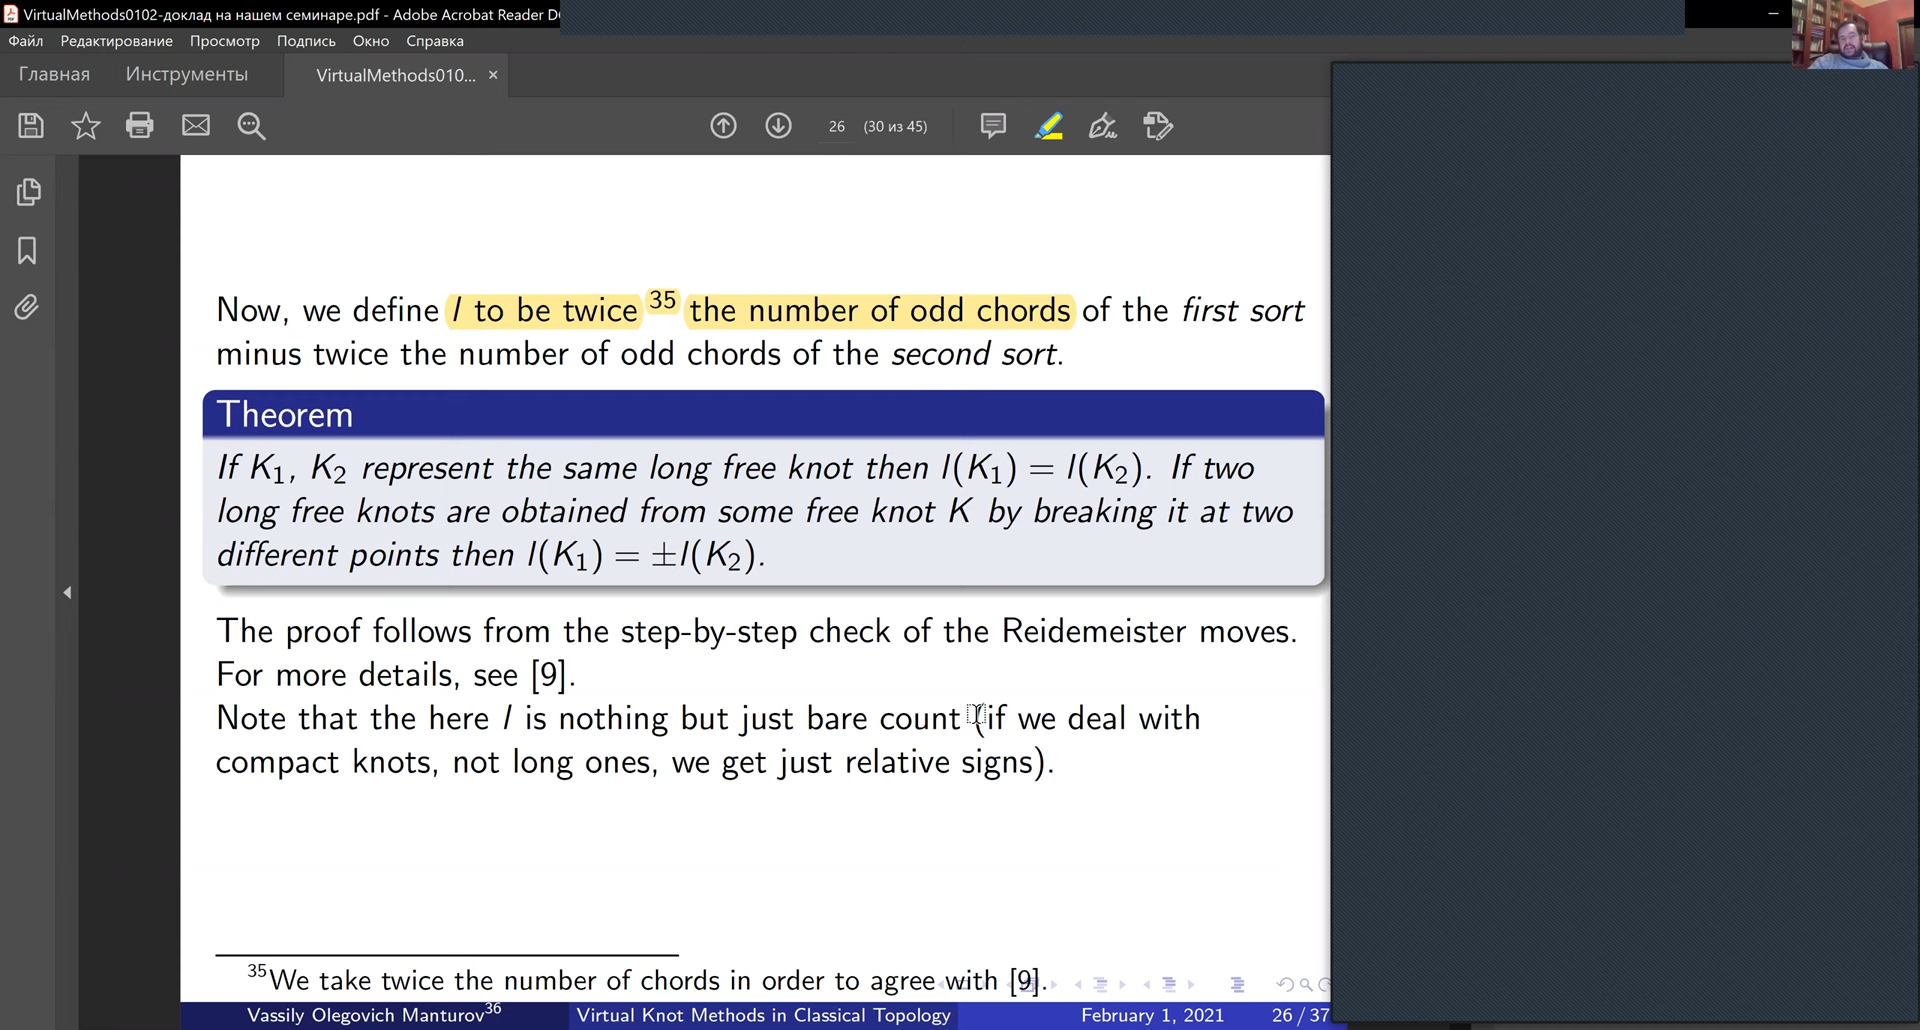 VirtualMethods0102-доклад на нашем семинаре.pdf - Adobe Acrobat Reader D
Файл Редактирование Просмотр Подпись Окно Справка
Главная Инструменты VirtualMethods010... ×
26 (30 из 45)
Now, we define l to be twice 35 the number of odd chords of the first sort
minus twice the number of odd chords of the second sort.
Theorem
If K1, K2 represent the same long free knot then l(K1) = l(K2). If two
long free knots are obtained from some free knot K by breaking it at two
different points then l(K1) = ±l(K2).
The proof follows from the step-by-step check of the Reidemeister moves.
For more details, see [9].
Note that the here l is nothing but just bare count (if we deal with
compact knots, not long ones, we get just relative signs).
35We take twice the number of chords in order to agree with [9].
Vassily Olegovich Manturov36 Virtual Knot Methods in Classical Topology February 1, 2021 26 / 37